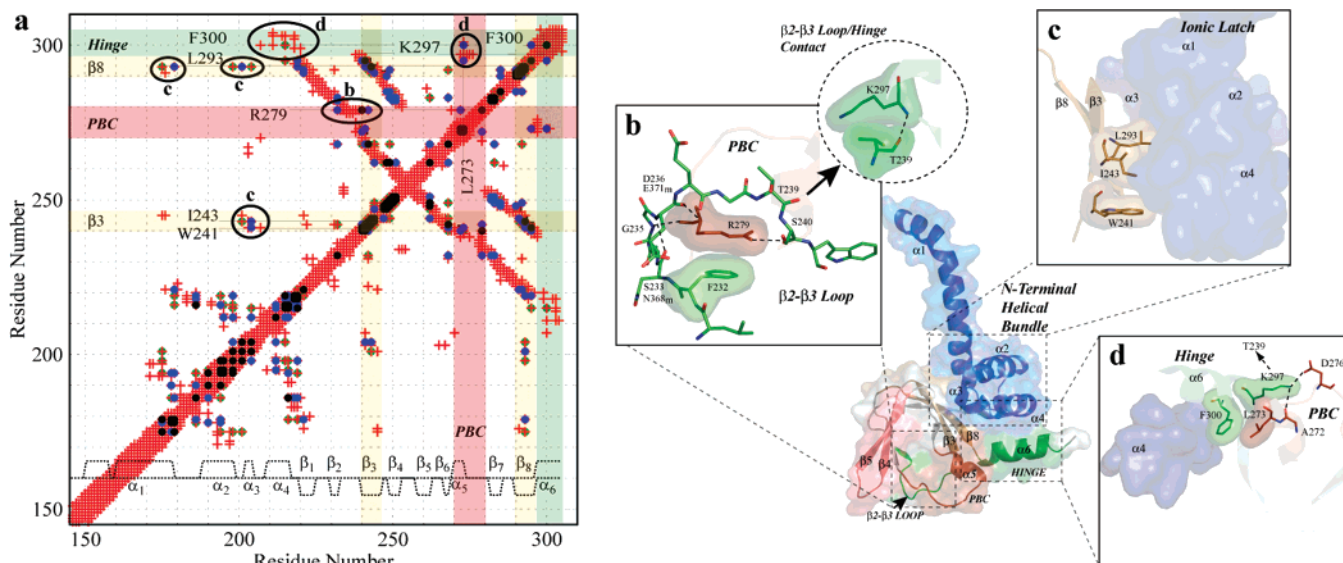 a
Residue Number
300
250
200
150
Hinge
F300
d
d
K297
F300
L293
β8
c
c
b
R279
PBC
L273
c
I243
β3
W241
PBC
α1
α2
α3
α4
β1
β2
β3
β4
β5
β6
α5
β7
β8
α6
150
200
250
300
Residue Number
b
PBC
D236
E371m
T239
G235
R279
S240
S233
N368m
F232
β2-β3 Loop
β2-β3 Loop/Hinge
Contact
K297
T239
α1
N-Terminal
Helical
Bundle
α2
α3
α4
β3
β8
α6
HINGE
β5
β4
α5
PBC
β2-β3 LOOP
c
Ionic Latch
α1
β8
β3
α3
α2
L293
I243
α4
W241
d
Hinge
T239
α6
K297
D276
F300
L273
PBC
α4
A272